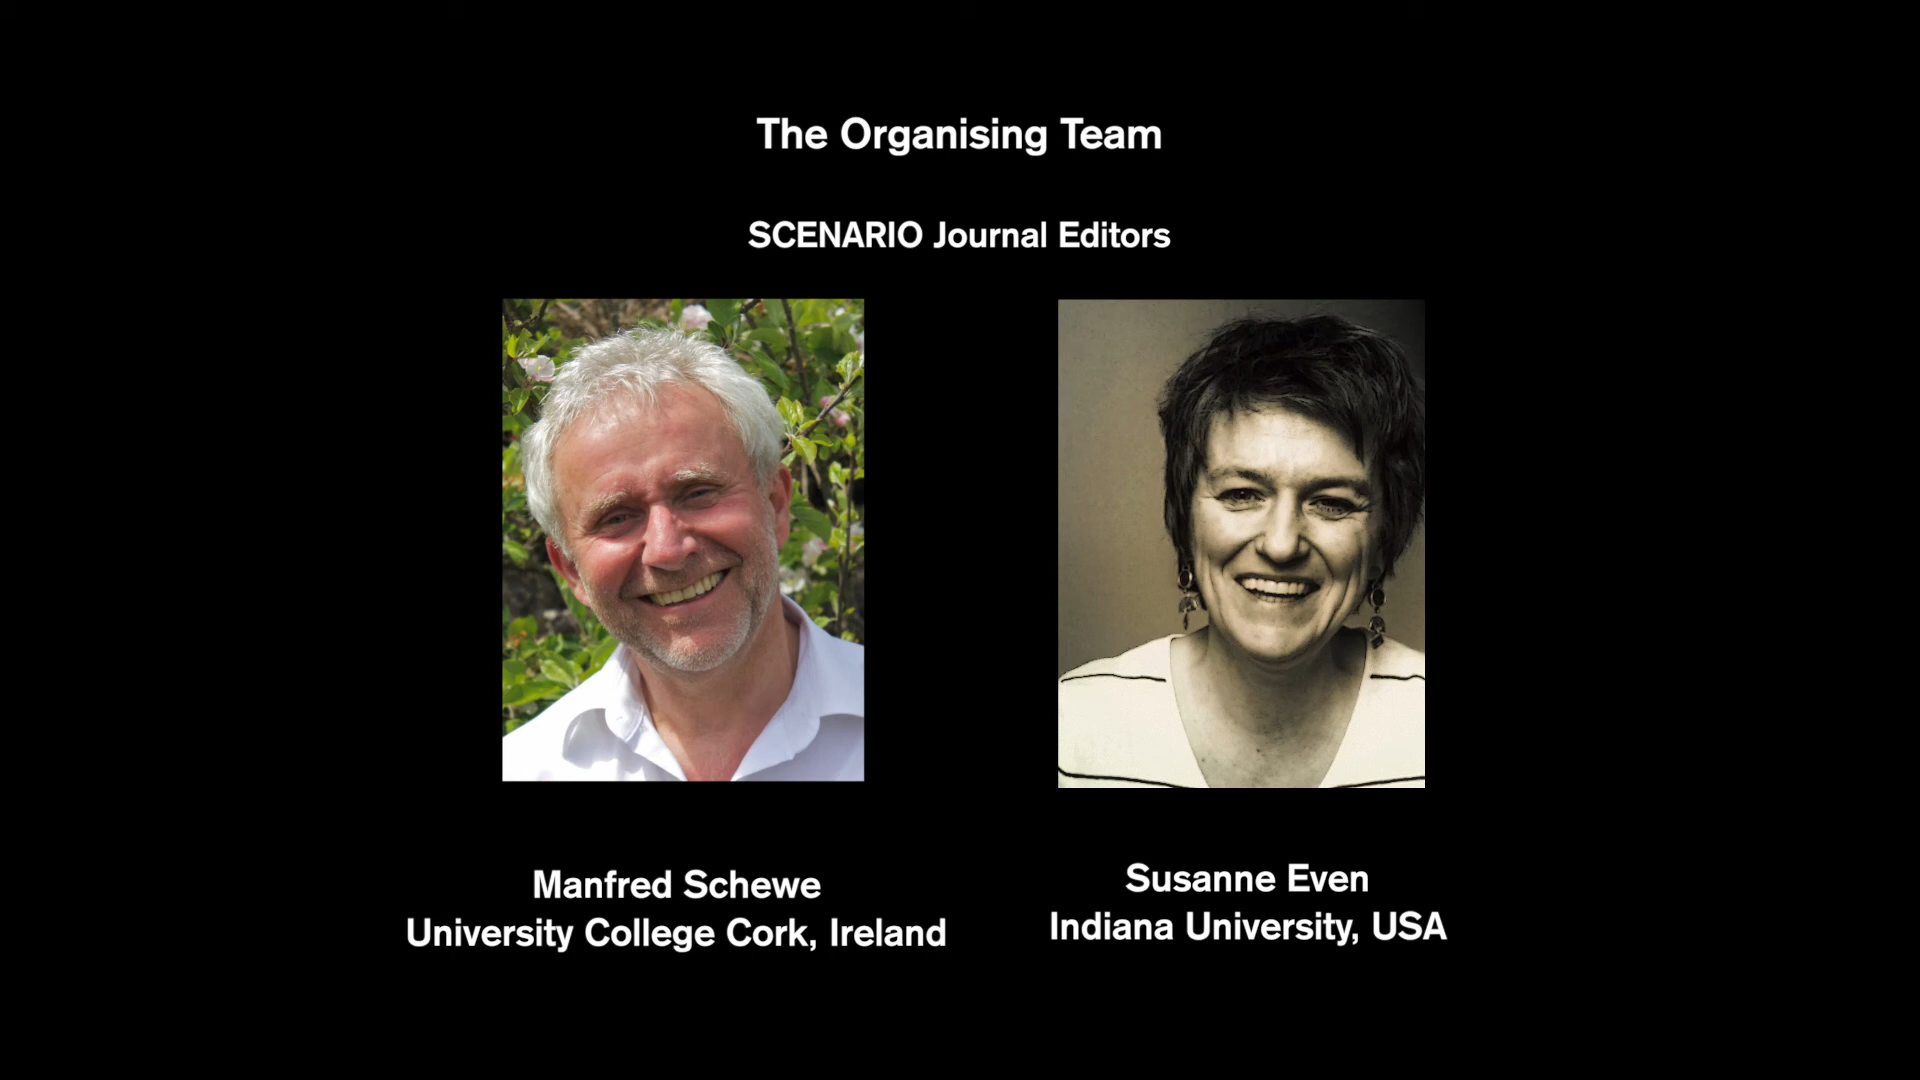 The Organising Team
SCENARIO Journal Editors
Manfred Schewe
University College Cork, Ireland
Susanne Even
Indiana University, USA